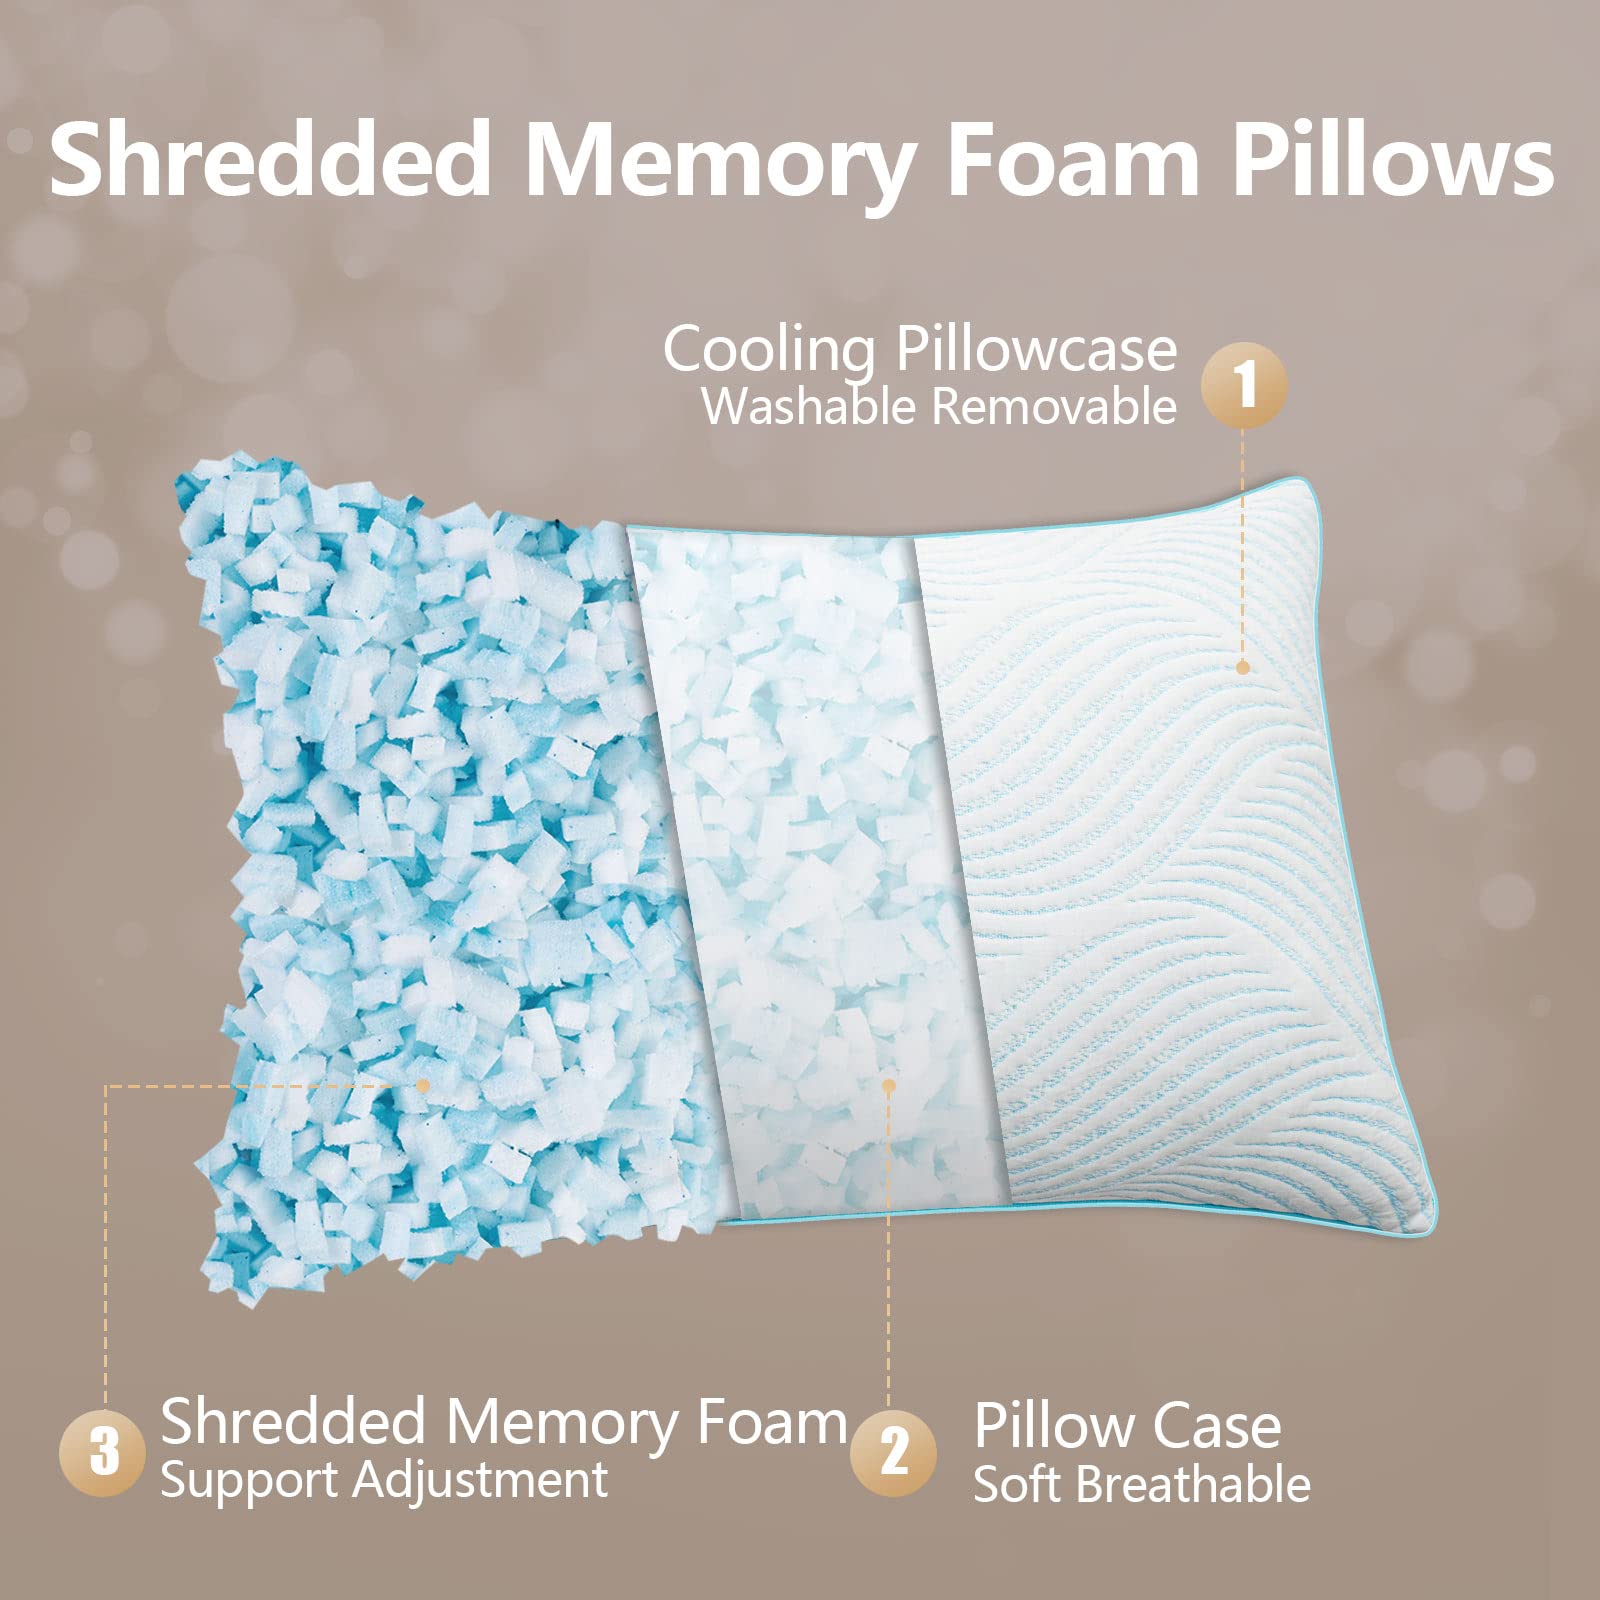 Shredded Memory Foam Pillows
Cooling Pillowcase
Washable Removable
1
3
Shredded Memory Foam
Support Adjustment
2
Pillow Case
Soft Breathable